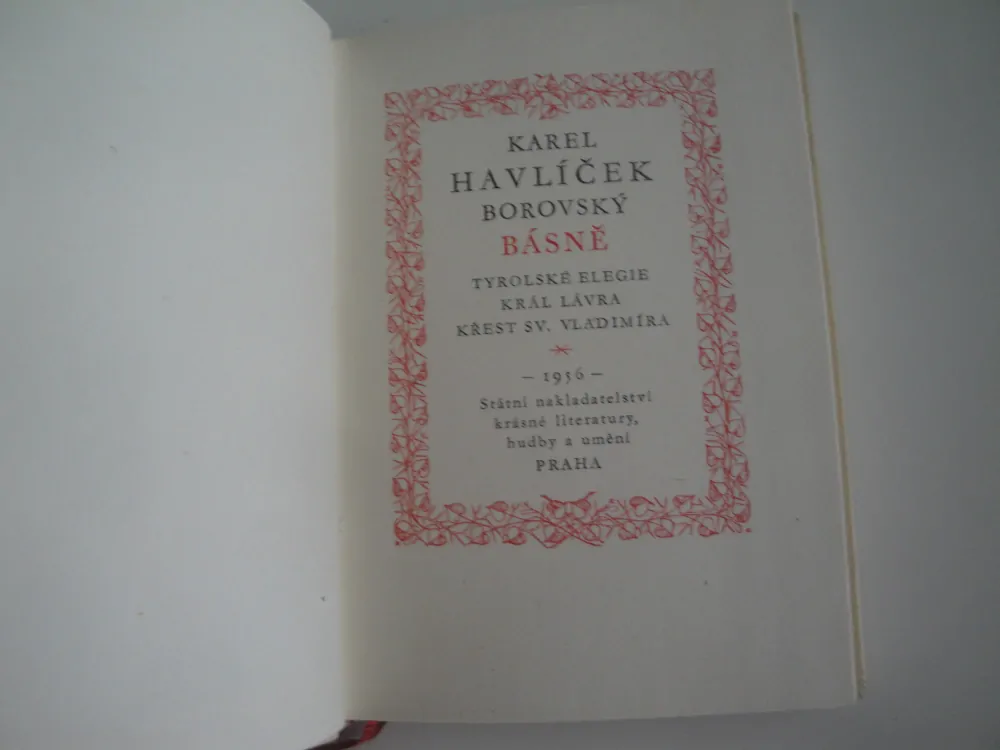 KAREL
HAVLÍČEK
BOROVSKÝ
BÁSNĚ
TYROLSKÉ ELEGIE
KRÁL LÁVRA
KŘEST SV. VLADIMÍRA
– 1956 –
Státní nakladatelství
krásné literatury,
hudby a umění
PRAHA